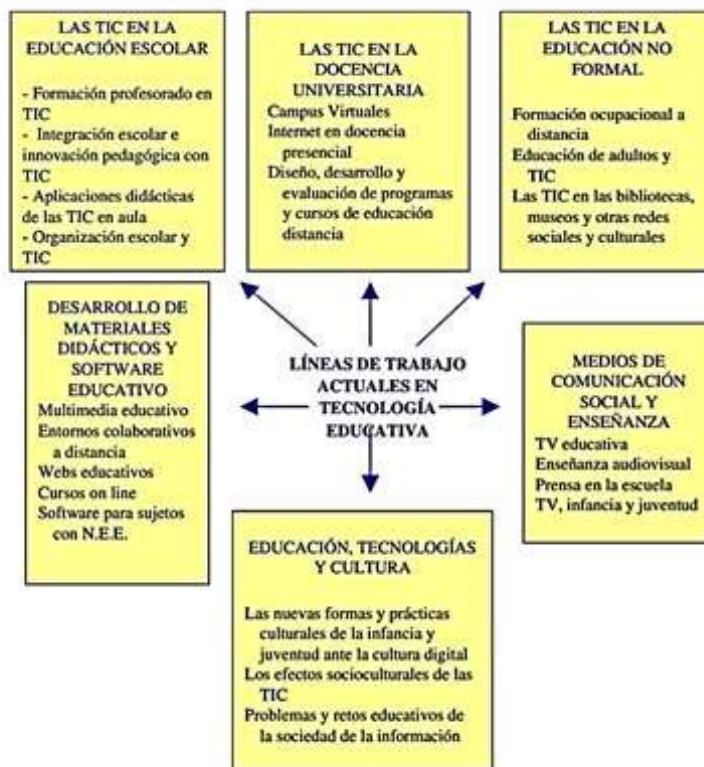 LAS TIC EN LA
EDUCACIÓN ESCOLAR
- Formación profesorado en
TIC
- Integración escolar e
innovación pedagógica con
TIC
- Aplicaciones didácticas
de las TIC en aula
- Organización escolar y
TIC
LAS TIC EN LA
DOCENCIA
UNIVERSITARIA
Campus Virtuales
Internet en docencia
presencial
Diseño, desarrollo y
evaluación de programas
y cursos de educación
distancia
LAS TIC EN LA
EDUCACIÓN NO
FORMAL
Formación ocupacional a
distancia
Educación de adultos y
TIC
Las TIC en las bibliotecas,
museos y otras redes
sociales y culturales
DESARROLLO DE
MATERIALES
DIDÁCTICOS Y
SOFTWARE
EDUCATIVO
Multimedia educativo
Entornos colaborativos
a distancia
Webs educativos
Cursos on line
Software para sujetos
con N.E.E.
LÍNEAS DE TRABAJO
ACTUALES EN
TECNOLOGÍA
EDUCATIVA
MEDIOS DE
COMUNICACIÓN
SOCIAL Y
ENSEÑANZA
TV educativa
Enseñanza audiovisual
Prensa en la escuela
TV, infancia y juventud
EDUCACIÓN, TECNOLOGÍAS
Y CULTURA
Las nuevas formas y prácticas
culturales de la infancia y
juventud ante la cultura digital
Los efectos socioculturales de las
TIC
Problemas y retos educativos de
la sociedad de la información